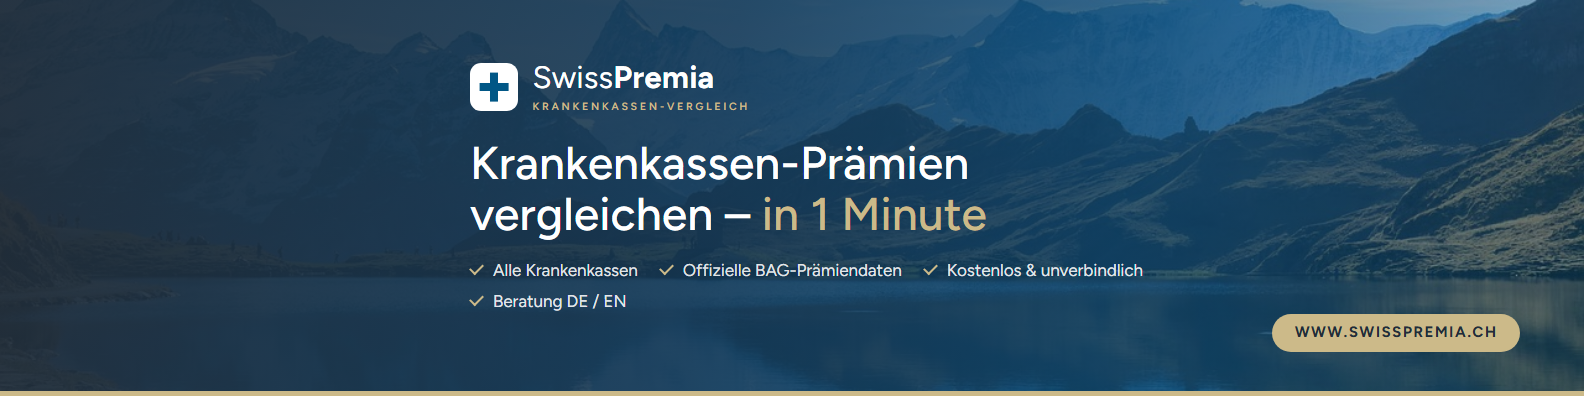 SwissPremia
KRANKENKASSEN-VERGLEICH
Krankenkassen-Prämien
vergleichen – in 1 Minute
Alle Krankenkassen Offizielle BAG-Prämiendaten Kostenlos & unverbindlich
Beratung DE / EN
WWW.SWISSPREMIA.CH